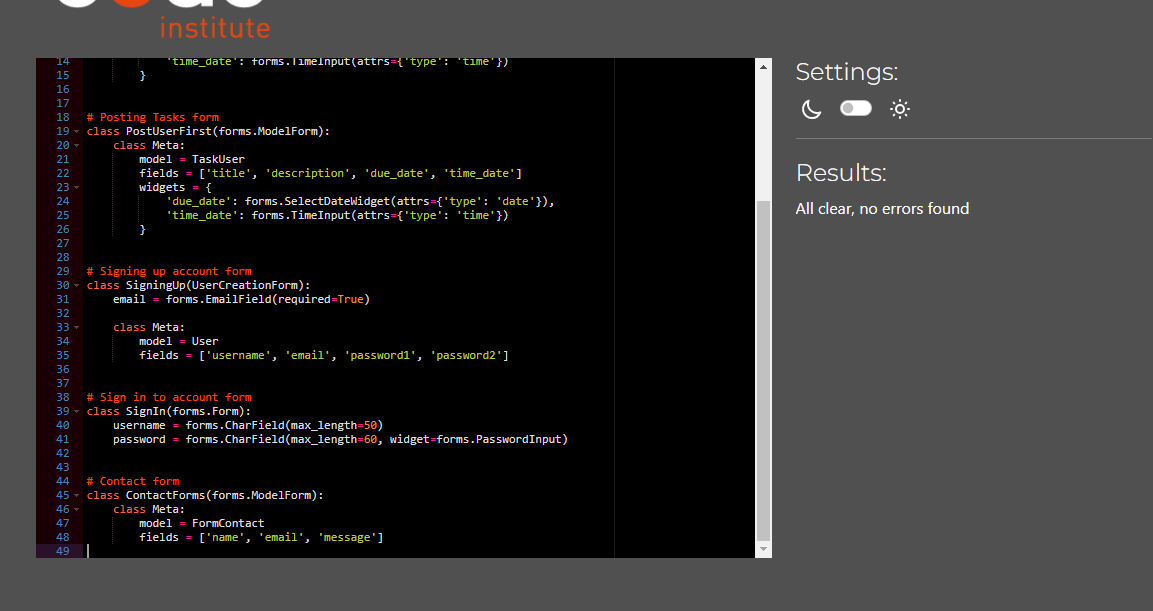 institute
14 'time_date': forms.TimeInput(attrs={'type': 'time'})
15 }
16
17
18 # Posting Tasks form
19 class PostUserFirst(forms.ModelForm):
20 class Meta:
21 model = TaskUser
22 fields = ['title', 'description', 'due_date', 'time_date']
23 widgets = {
24 'due_date': forms.SelectDateWidget(attrs={'type': 'date'}),
25 'time_date': forms.TimeInput(attrs={'type': 'time'})
26 }
27
28
29 # Signing up account form
30 class SigningUp(UserCreationForm):
31 email = forms.EmailField(required=True)
32
33 class Meta:
34 model = User
35 fields = ['username', 'email', 'password1', 'password2']
36
37
38 # Sign in to account form
39 class SignIn(forms.Form):
40 username = forms.CharField(max_length=50)
41 password = forms.CharField(max_length=60, widget=forms.PasswordInput)
42
43
44 # Contact form
45 class ContactForms(forms.ModelForm):
46 class Meta:
47 model = FormContact
48 fields = ['name', 'email', 'message']
49
Settings:
Results:
All clear, no errors found